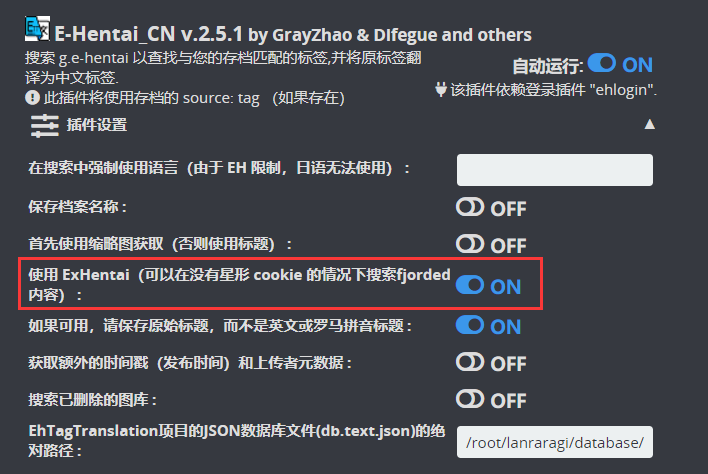 E-Hentai_CN v.2.5.1 by GrayZhao & Difegue and others
搜索 g.e-hentai 以查找与您的存档匹配的标签,并将原标签翻
译为中文标签.
此插件将使用存档的 source: tag （如果存在）
自动运行: ON
该插件依赖登录插件 "ehlogin".
插件设置
在搜索中强制使用语言（由于 EH 限制，日语无法使用）：
保存档案名称： OFF
首先使用缩略图获取（否则使用标题）： OFF
使用 ExHentai（可以在没有星形 cookie 的情况下搜索fjorded
内容）： ON
如果可用，请保存原始标题，而不是英文或罗马拼音标题： ON
获取额外的时间戳（发布时间）和上传者元数据： OFF
搜索已删除的图库： OFF
EhTagTranslation项目的JSON数据库文件(db.text.json)的绝
对路径： /root/lanraragi/database/